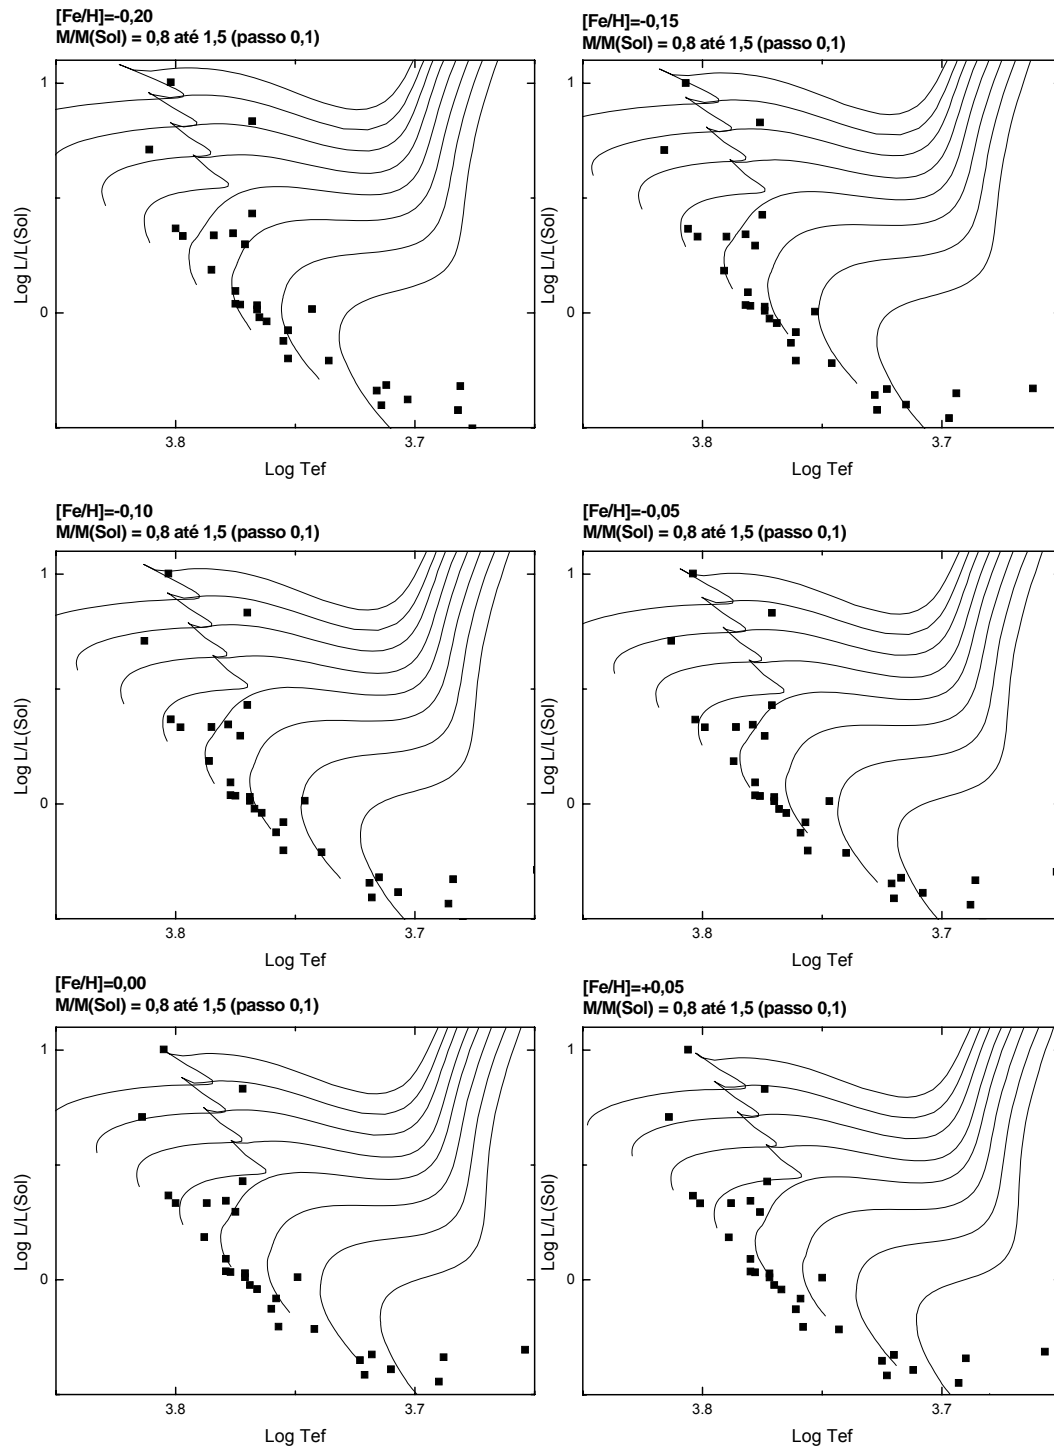 [Fe/H]=-0,20
M/M(Sol) = 0,8 até 1,5 (passo 0,1)
1
0
Log L/L(Sol)
3.8
3.7
Log Tef
[Fe/H]=-0,15
M/M(Sol) = 0,8 até 1,5 (passo 0,1)
1
0
Log L/L(Sol)
3.8
3.7
Log Tef
[Fe/H]=-0,10
M/M(Sol) = 0,8 até 1,5 (passo 0,1)
1
0
Log L/L(Sol)
3.8
3.7
Log Tef
[Fe/H]=-0,05
M/M(Sol) = 0,8 até 1,5 (passo 0,1)
1
0
Log L/L(Sol)
3.8
3.7
Log Tef
[Fe/H]=0,00
M/M(Sol) = 0,8 até 1,5 (passo 0,1)
1
0
Log L/L(Sol)
3.8
3.7
Log Tef
[Fe/H]=+0,05
M/M(Sol) = 0,8 até 1,5 (passo 0,1)
1
0
Log L/L(Sol)
3.8
3.7
Log Tef